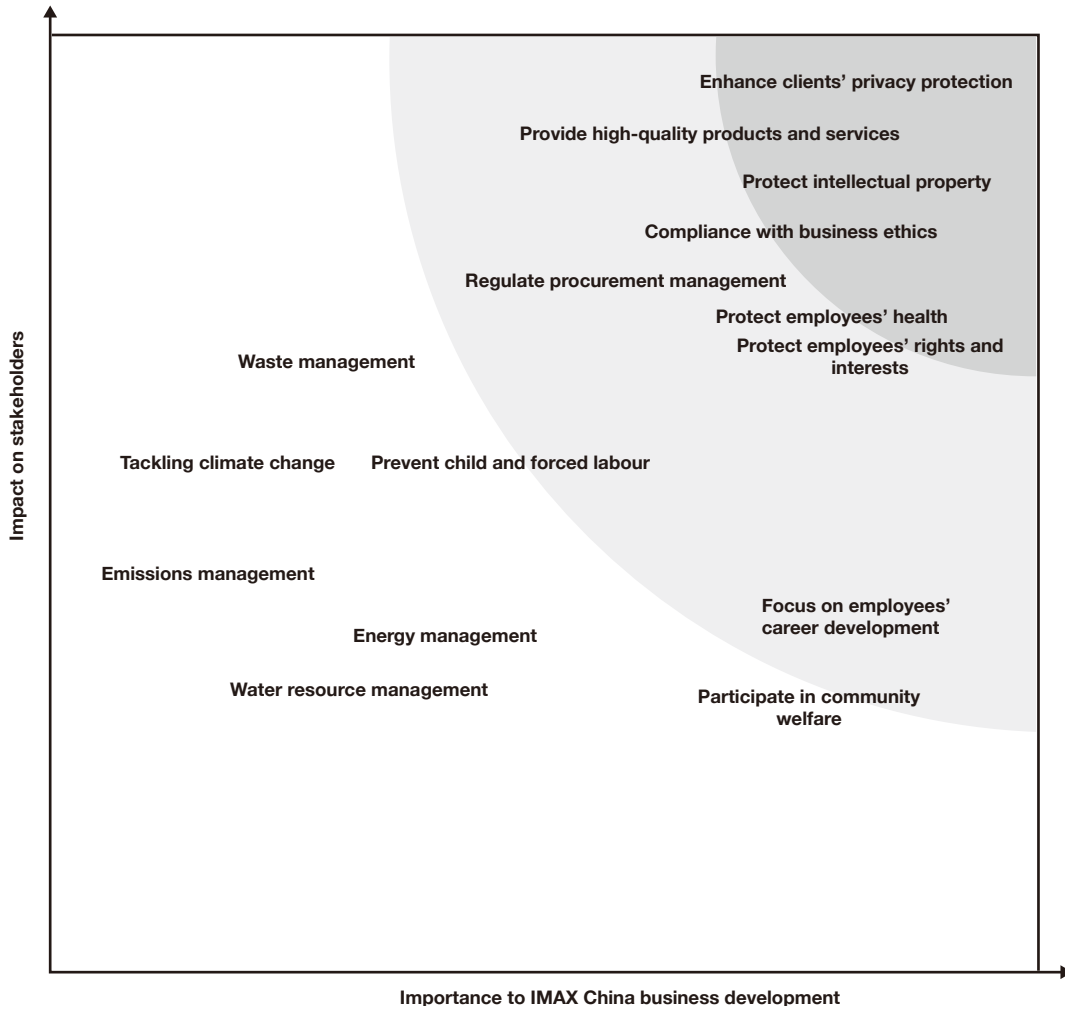 Enhance clients’ privacy protection
Provide high-quality products and services
Protect intellectual property
Compliance with business ethics
Regulate procurement management
Protect employees’ health
Protect employees’ rights and
interests
Waste management
Tackling climate change
Prevent child and forced labour
Emissions management
Focus on employees’
career development
Energy management
Water resource management
Participate in community
welfare
Impact on stakeholders
Importance to IMAX China business development